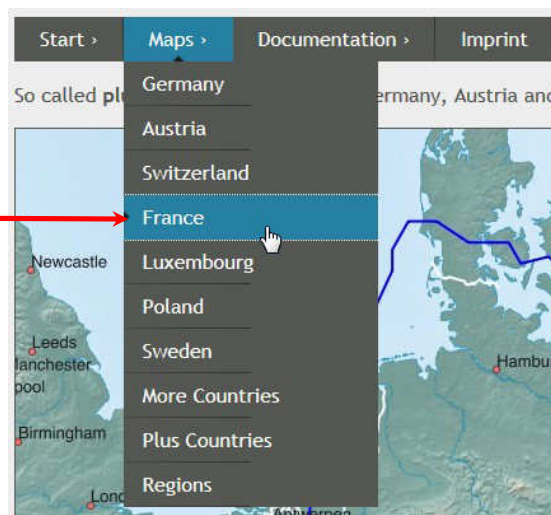 Start › Maps › Documentation › Imprint
Germany
So called pl ermany, Austria and
Austria
Switzerland
France
Newcastle
Luxembourg
Poland
Leeds
Sweden
lanchester
pool
Hambu
More Countries
Birmingham
Plus Countries
Regions
Lond